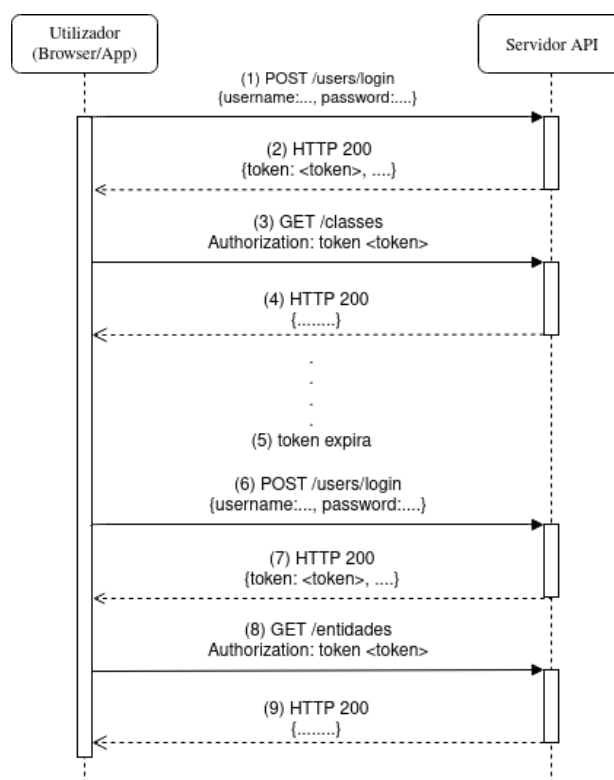 Utilizador
(Browser/App)
Servidor API
(1) POST /users/login
{username:..., password:....}
(2) HTTP 200
{token: <token>, ....}
(3) GET /classes
Authorization: token <token>
(4) HTTP 200
{........}
.
.
.
.
(5) token expira
(6) POST /users/login
{username:..., password:....}
(7) HTTP 200
{token: <token>, ....}
(8) GET /entidades
Authorization: token <token>
(9) HTTP 200
{........}